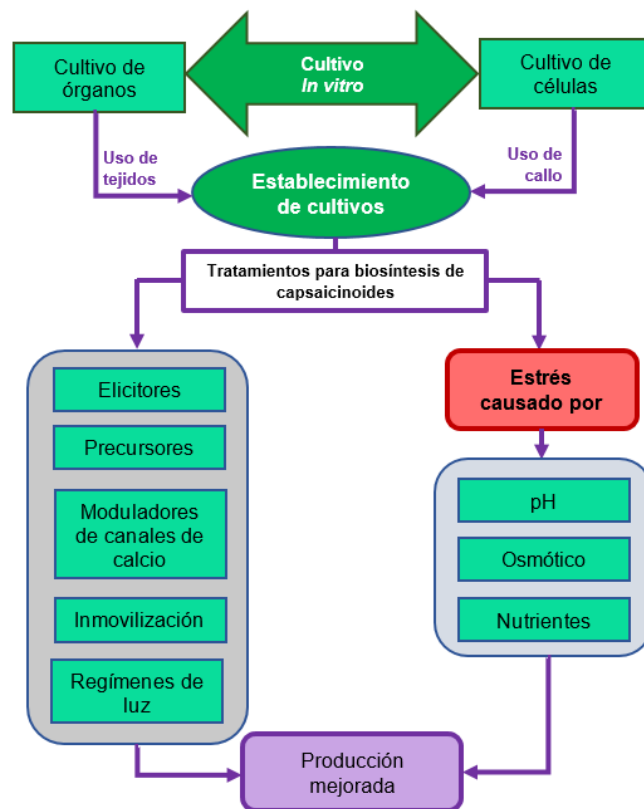 Cultivo de
órganos
Cultivo
In vitro
Cultivo de
células
Uso de
tejidos
Uso de
callo
Establecimiento
de cultivos
Tratamientos para biosíntesis de
capsaicinoides
Elicitores
Precursores
Moduladores
de canales de
calcio
Inmovilización
Regímenes de
luz
Estrés
causado por
pH
Osmótico
Nutrientes
Producción
mejorada